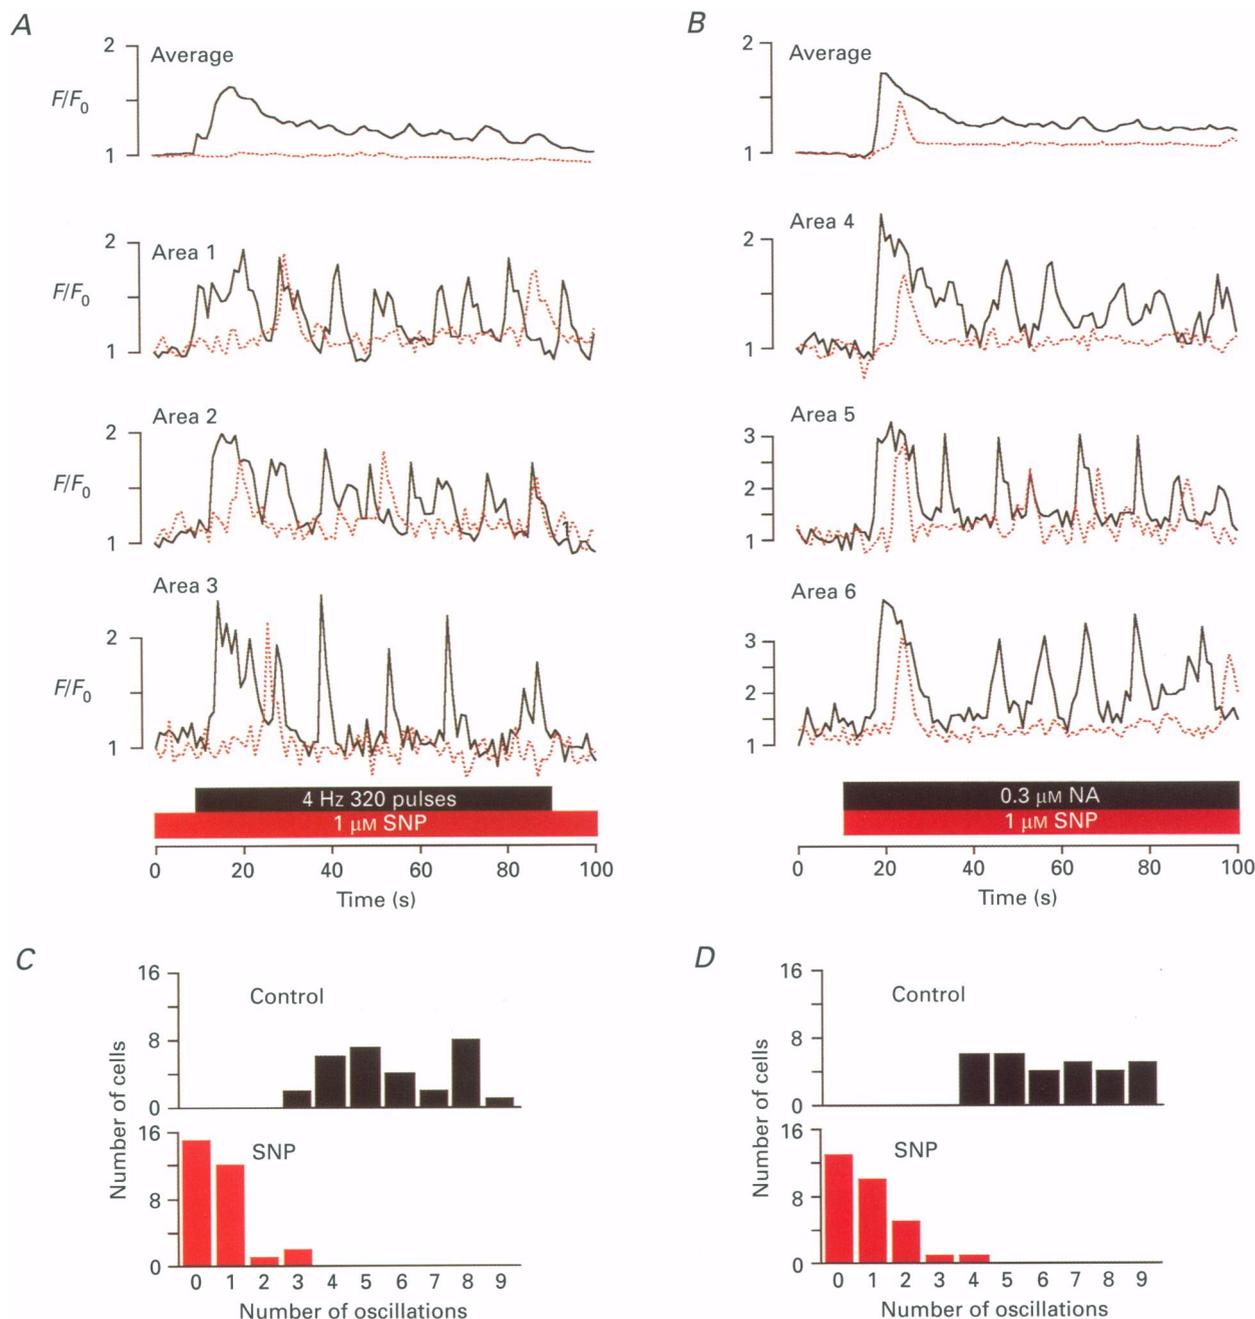 A
B
2
Average
F/F0
1
2
Average
1
2
Area 1
F/F0
1
Area 4
2
1
Area 2
2
F/F0
1
Area 5
3
2
1
Area 3
2
F/F0
1
Area 6
3
2
1
4 Hz 320 pulses
1 μM SNP
0 20 40 60 80 100
Time (s)
0.3 μM NA
1 μM SNP
0 20 40 60 80 100
Time (s)
C
16
Control
8
0
16
SNP
8
0
Number of cells
0 1 2 3 4 5 6 7 8 9
Number of oscillations
D
16
Control
8
0
16
SNP
8
0
Number of cells
0 1 2 3 4 5 6 7 8 9
Number of oscillations